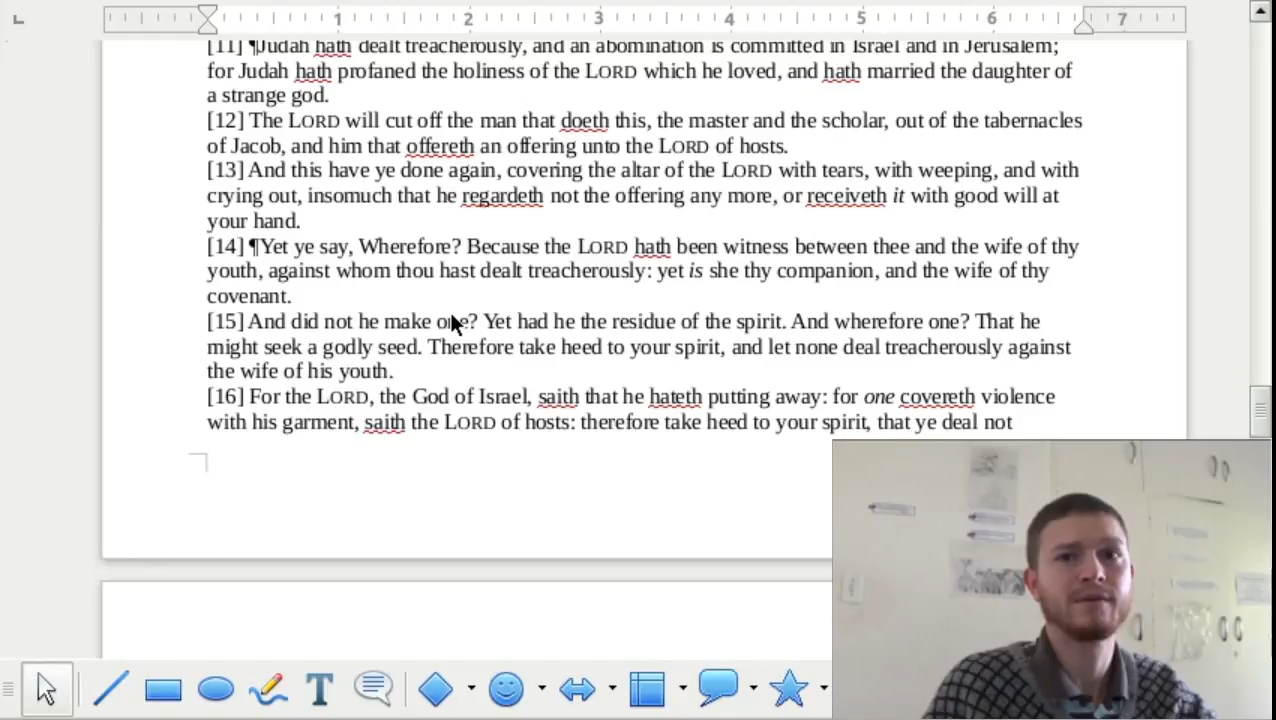 1 2 3 4 5 6 7
[11] ¶Judah hath dealt treacherously, and an abomination is committed in Israel and in Jerusalem;
for Judah hath profaned the holiness of the LORD which he loved, and hath married the daughter of
a strange god.
[12] The LORD will cut off the man that doeth this, the master and the scholar, out of the tabernacles
of Jacob, and him that offereth an offering unto the LORD of hosts.
[13] And this have ye done again, covering the altar of the LORD with tears, with weeping, and with
crying out, insomuch that he regardeth not the offering any more, or receiveth it with good will at
your hand.
[14] ¶Yet ye say, Wherefore? Because the LORD hath been witness between thee and the wife of thy
youth, against whom thou hast dealt treacherously: yet is she thy companion, and the wife of thy
covenant.
[15] And did not he make one? Yet had he the residue of the spirit. And wherefore one? That he
might seek a godly seed. Therefore take heed to your spirit, and let none deal treacherously against
the wife of his youth.
[16] For the LORD, the God of Israel, saith that he hateth putting away: for one covereth violence
with his garment, saith the LORD of hosts: therefore take heed to your spirit, that ye deal not
T